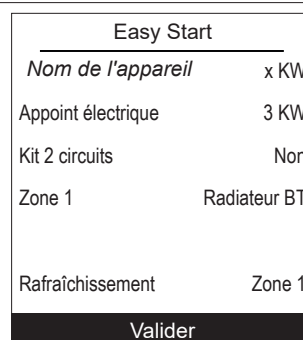 Easy Start
Nom de l'appareil x KW
Appoint électrique 3 KW
Kit 2 circuits Non
Zone 1 Radiateur BT
Rafraîchissement Zone 1
Valider